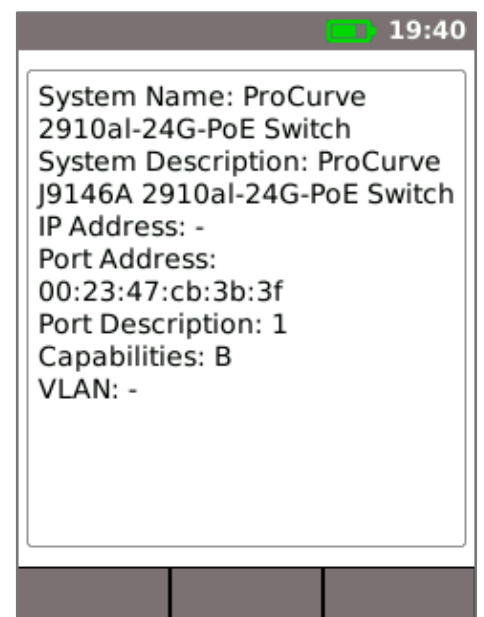 19:40
System Name: ProCurve
2910al-24G-PoE Switch
System Description: ProCurve
J9146A 2910al-24G-PoE Switch
IP Address: -
Port Address:
00:23:47:cb:3b:3f
Port Description: 1
Capabilities: B
VLAN: -